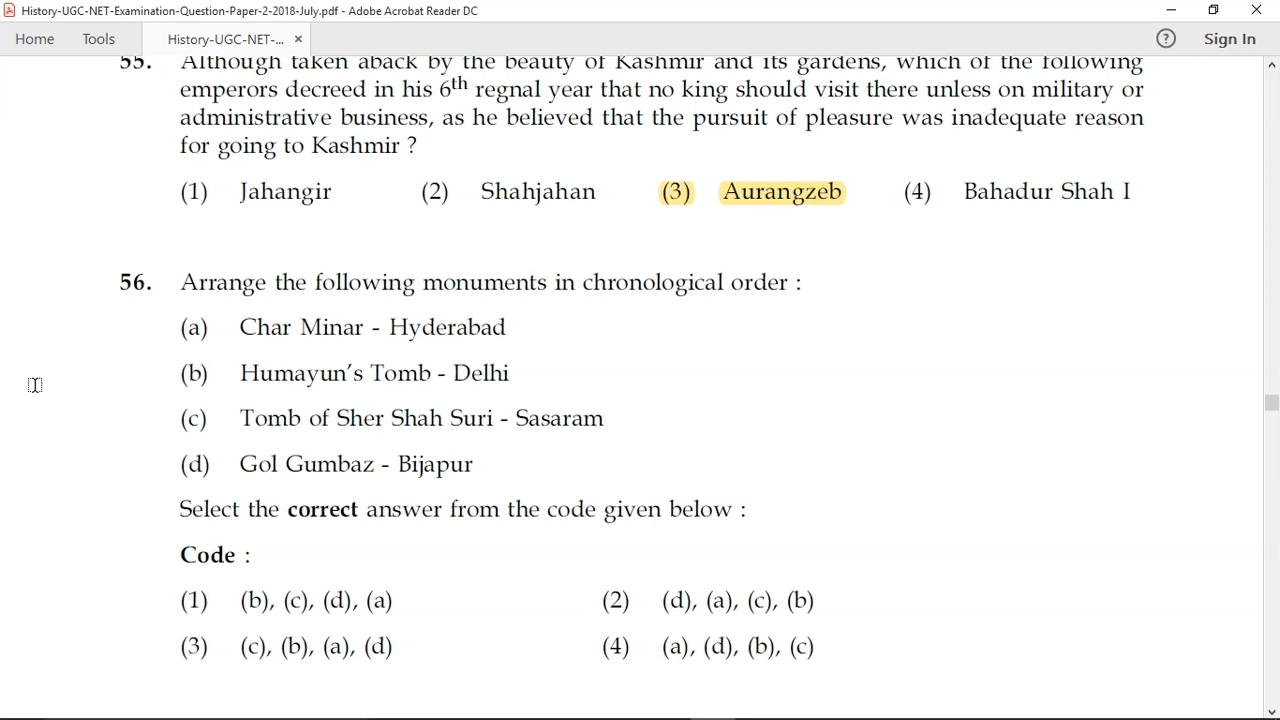 History-UGC-NET-Examination-Question-Paper-2-2018-July.pdf - Adobe Acrobat Reader DC
Home Tools History-UGC-NET-... × ? Sign In
55. Although taken aback by the beauty of Kashmir and its gardens, which of the following
emperors decreed in his 6th regnal year that no king should visit there unless on military or
administrative business, as he believed that the pursuit of pleasure was inadequate reason
for going to Kashmir ?
(1) Jahangir (2) Shahjahan (3) Aurangzeb (4) Bahadur Shah I
56. Arrange the following monuments in chronological order :
(a) Char Minar - Hyderabad
(b) Humayun's Tomb - Delhi
(c) Tomb of Sher Shah Suri - Sasaram
(d) Gol Gumbaz - Bijapur
Select the correct answer from the code given below :
Code :
(1) (b), (c), (d), (a) (2) (d), (a), (c), (b)
(3) (c), (b), (a), (d) (4) (a), (d), (b), (c)